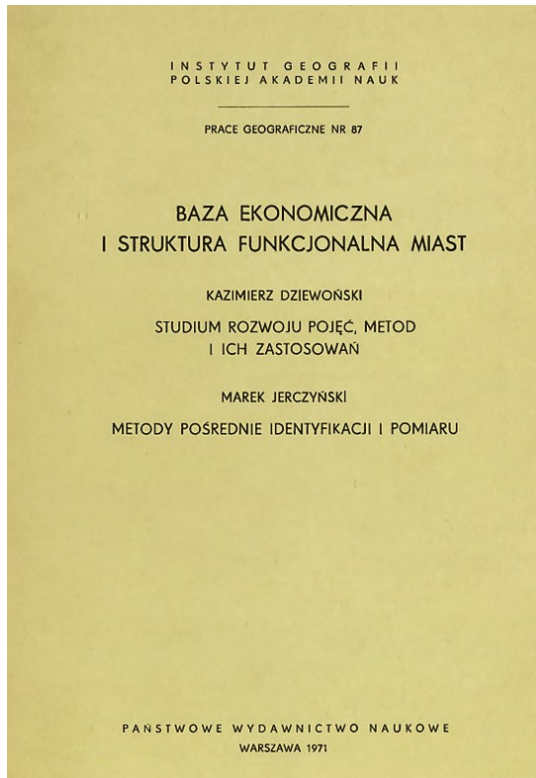 INSTYTUT GEOGRAFII
POLSKIEJ AKADEMII NAUK
PRACE GEOGRAFICZNE NR 87
BAZA EKONOMICZNA
I STRUKTURA FUNKCJONALNA MIAST
KAZIMIERZ DZIEWOŃSKI
STUDIUM ROZWOJU POJĘĆ, METOD
I ICH ZASTOSOWAŃ
MAREK JERCZYŃSKI
METODY POŚREDNIE IDENTYFIKACJI I POMIARU
PAŃSTWOWE WYDAWNICTWO NAUKOWE
WARSZAWA 1971